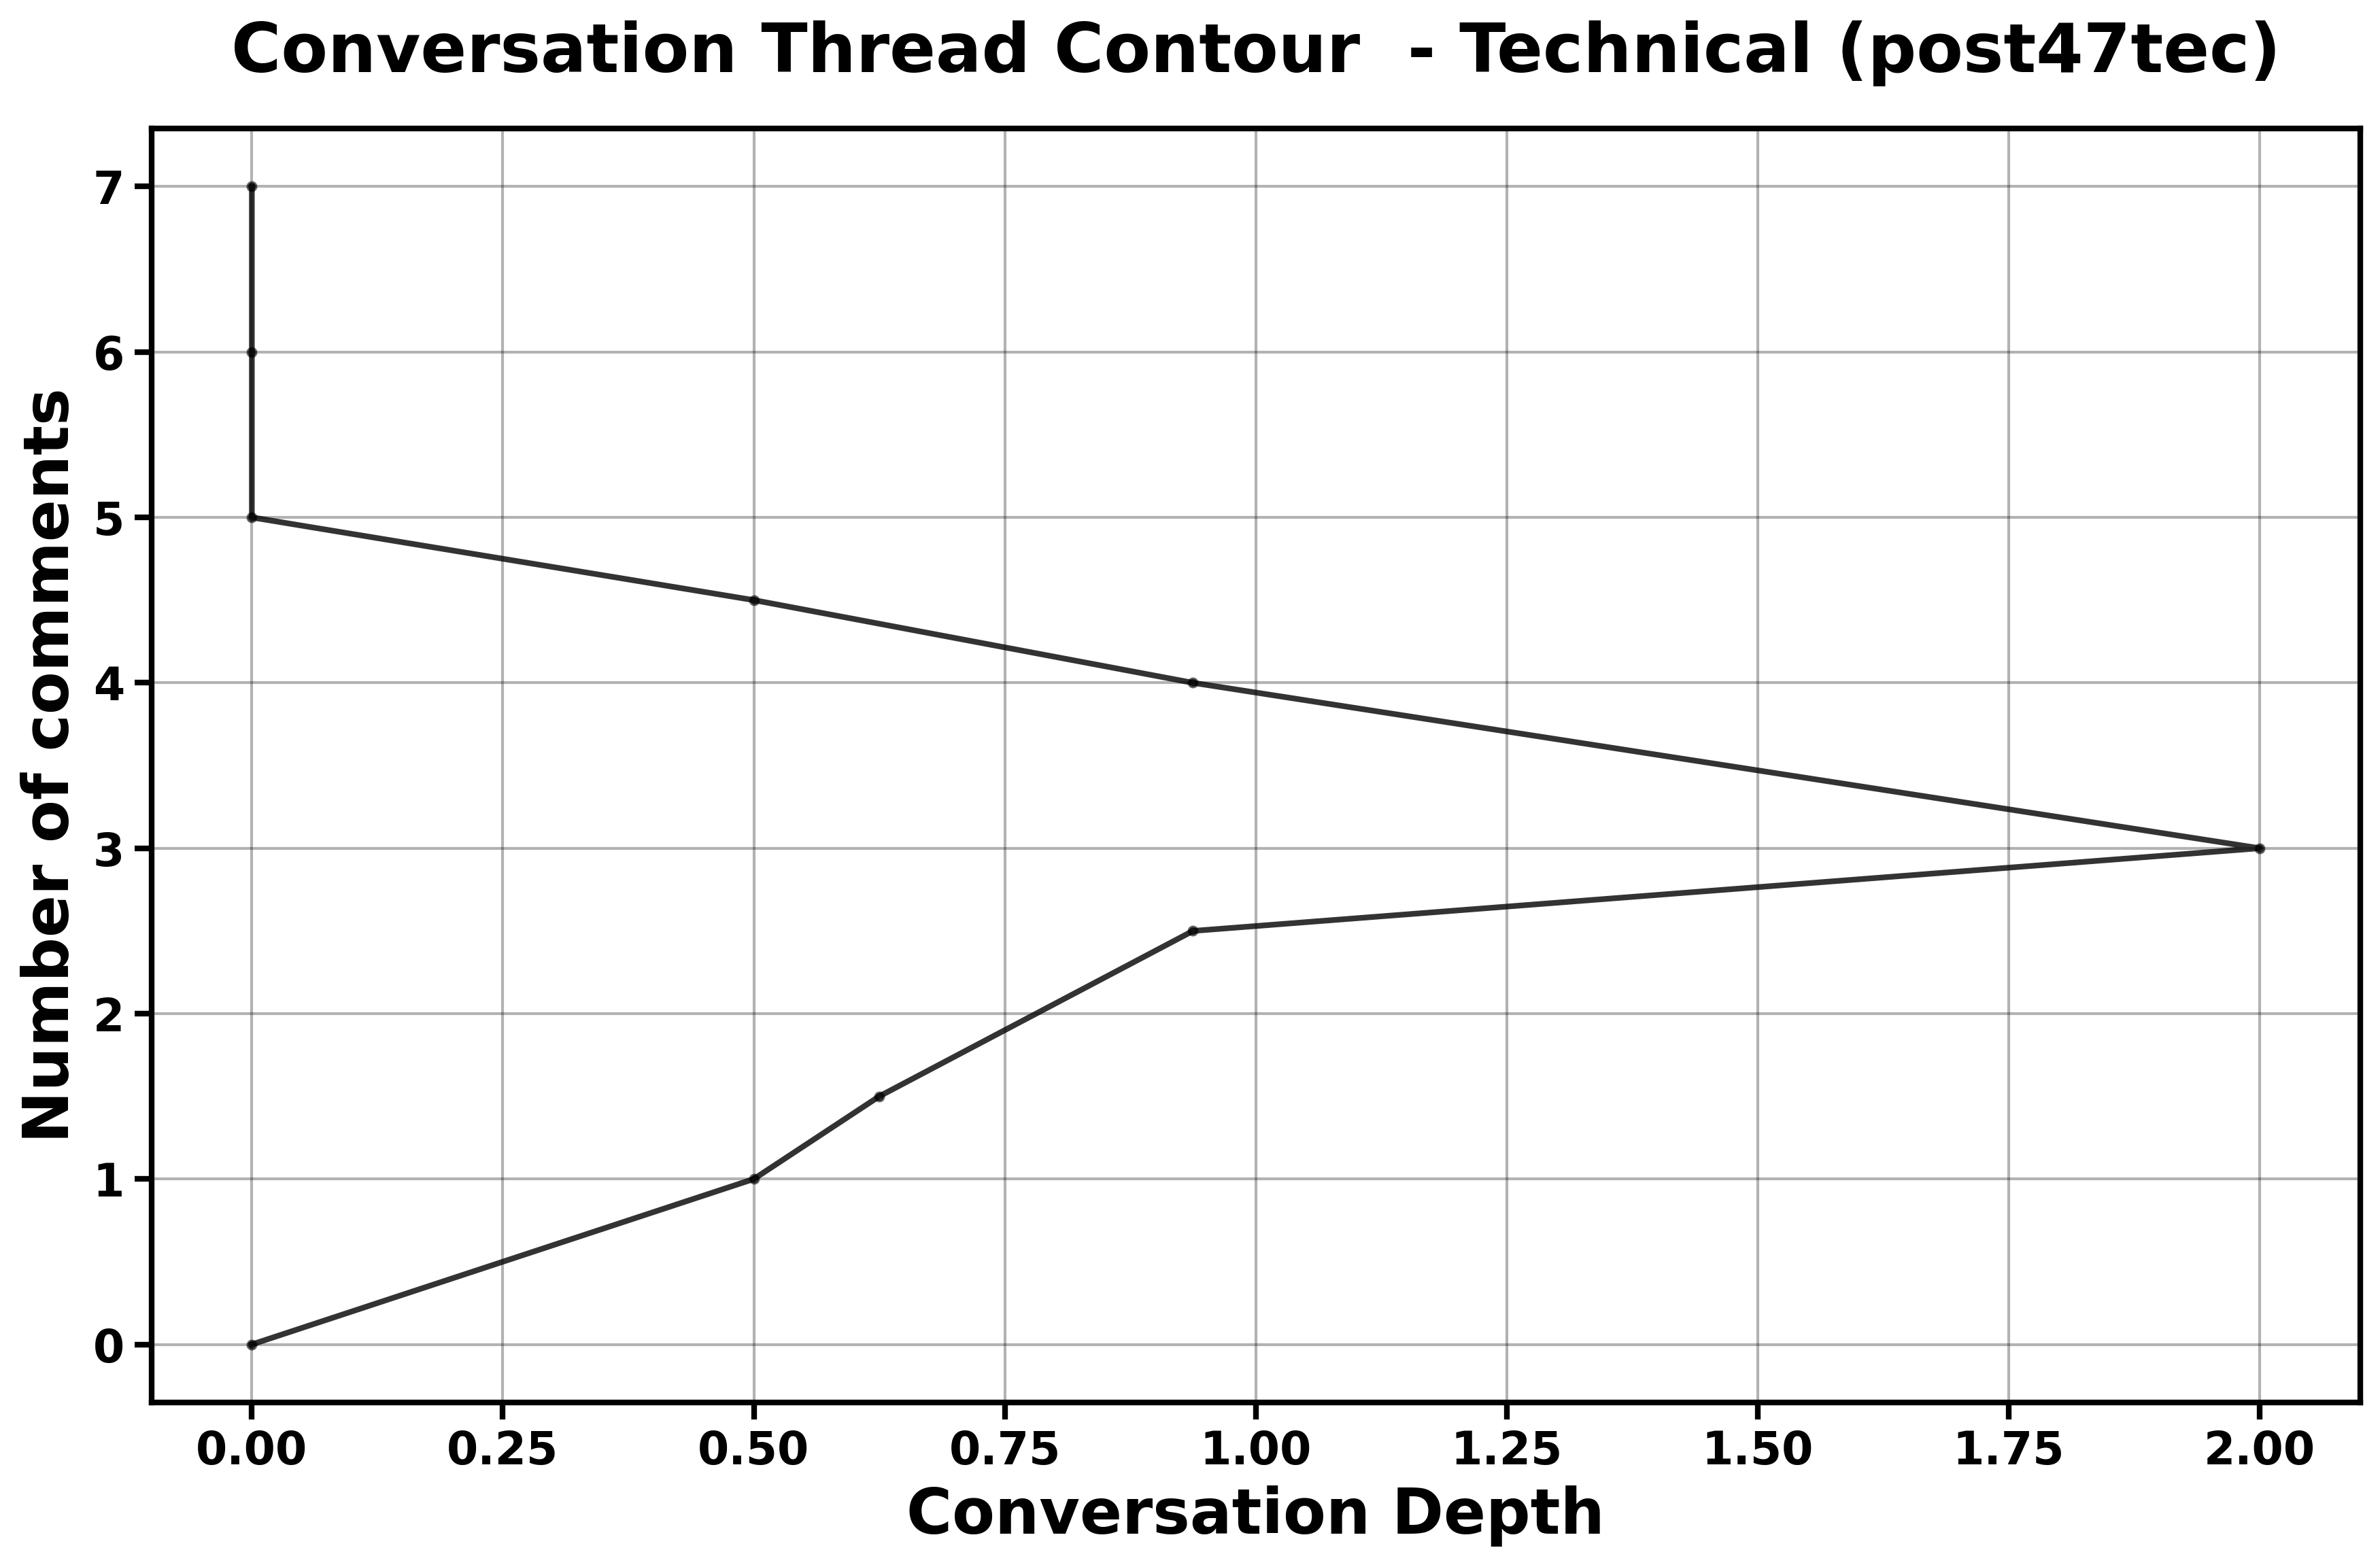 Conversation Thread Contour  - Technical (post47tec)
Number of comments
7
6
5
4
3
2
1
0
0.00 0.25 0.50 0.75 1.00 1.25 1.50 1.75 2.00
Conversation Depth